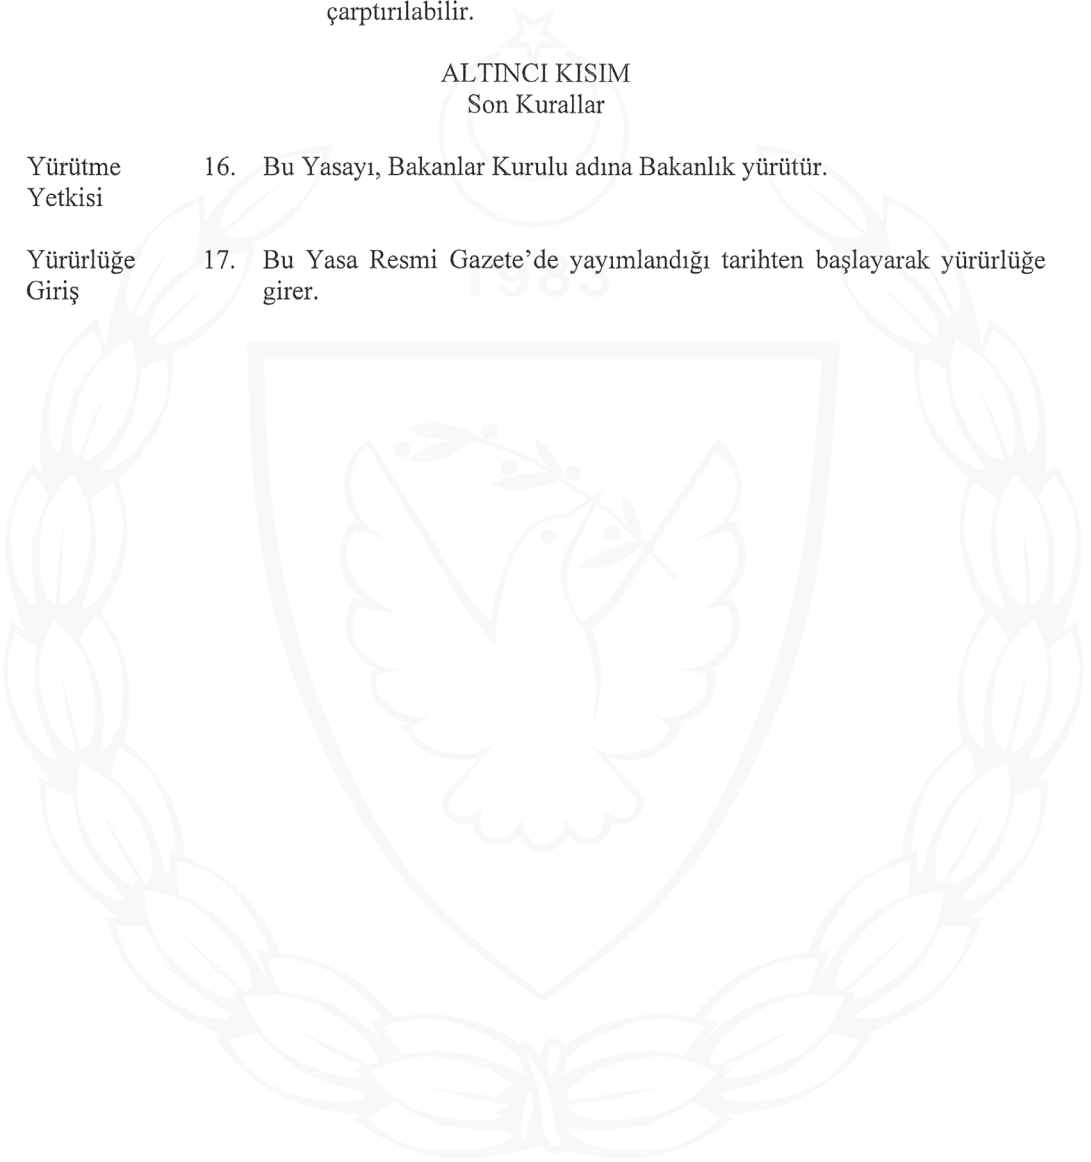 çarptırılabilir.
ALTINCI KISIM
Son Kurallar
Yürütme Yetkisi 16. Bu Yasayı, Bakanlar Kurulu adına Bakanlık yürütür.
Yürürlüğe Giriş 17. Bu Yasa Resmi Gazete’de yayımlandığı tarihten başlayarak yürürlüğe
girer.
1983